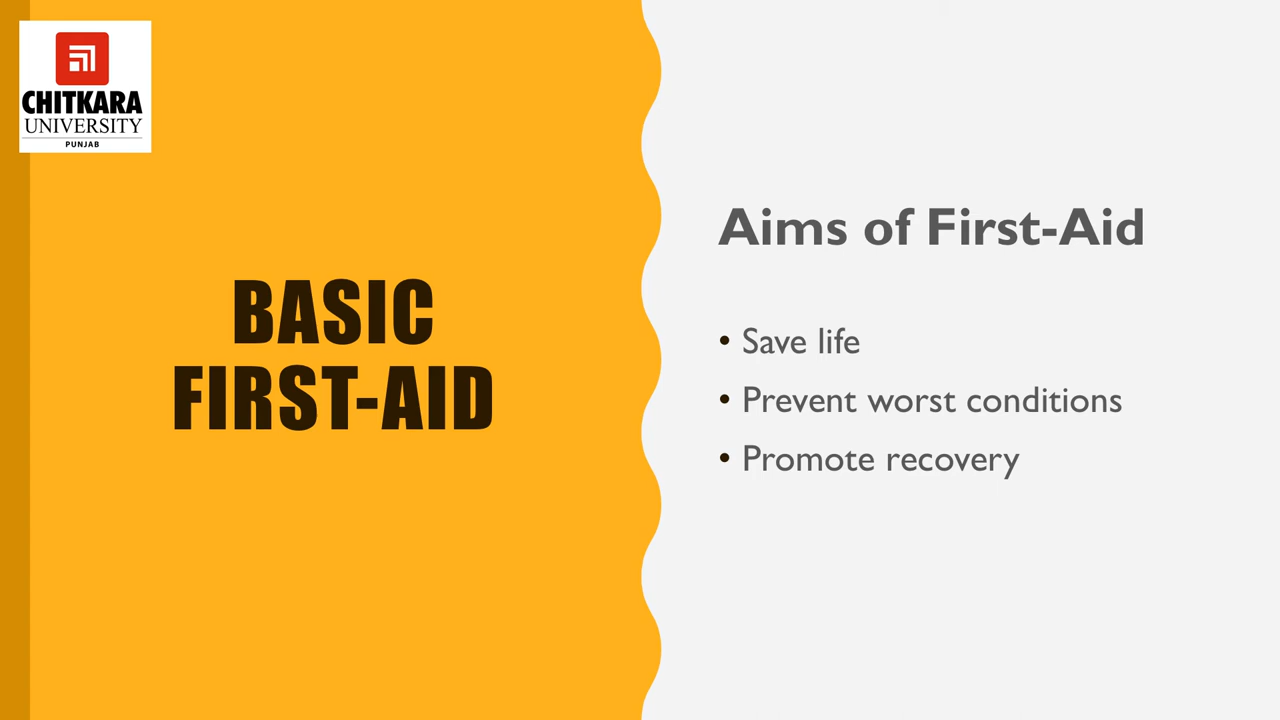 CHITKARA
UNIVERSITY
PUNJAB
BASIC
FIRST-AID
Aims of First-Aid
• Save life
• Prevent worst conditions
• Promote recovery